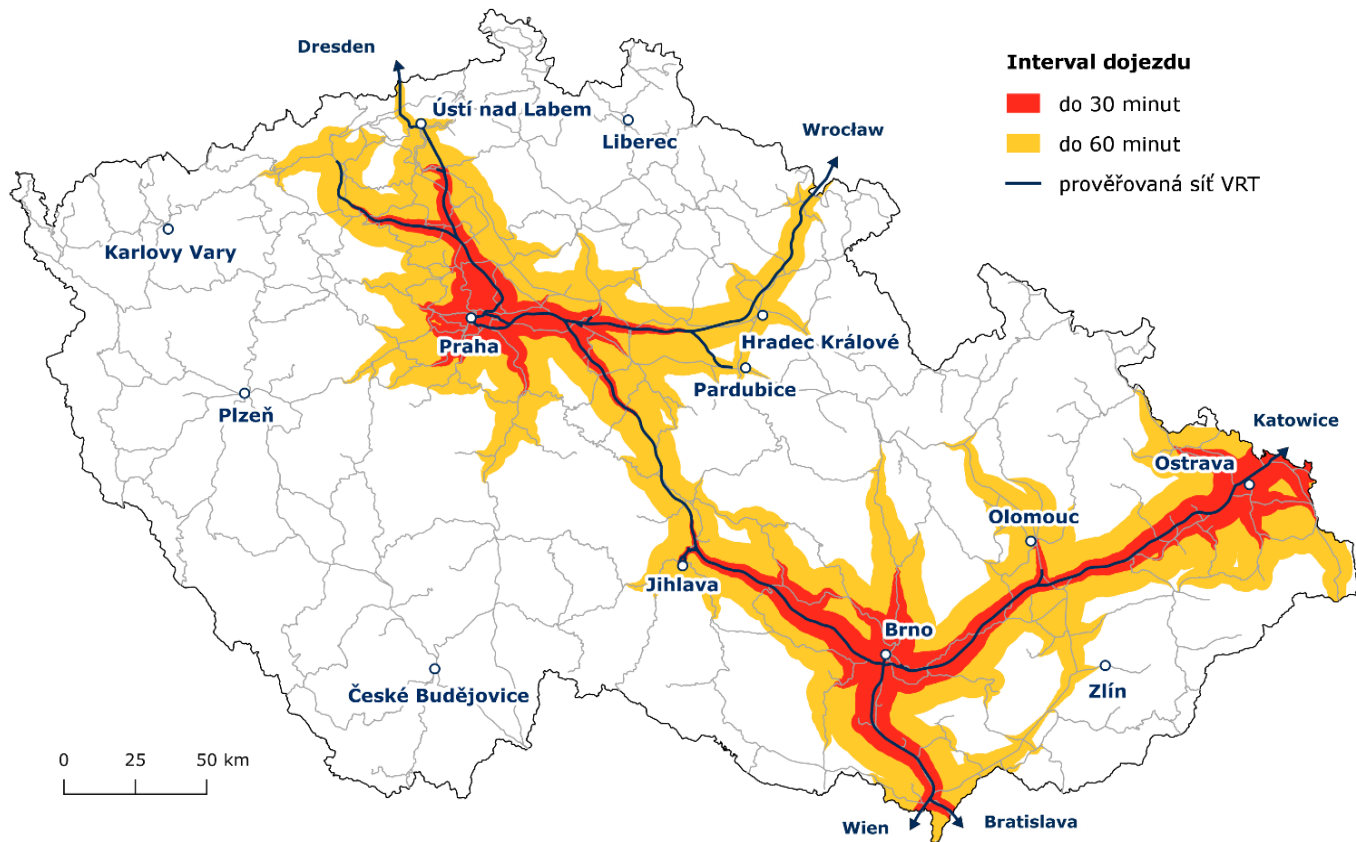 Dresden
Ústí nad Labem
Liberec
Wrocław
Karlovy Vary
Praha
Hradec Králové
Pardubice
Plzeň
Katowice
Ostrava
Olomouc
Jihlava
Brno
Zlín
České Budějovice
Wien
Bratislava
Interval dojezdu
do 30 minut
do 60 minut
prověřovaná síť VRT
0 25 50 km